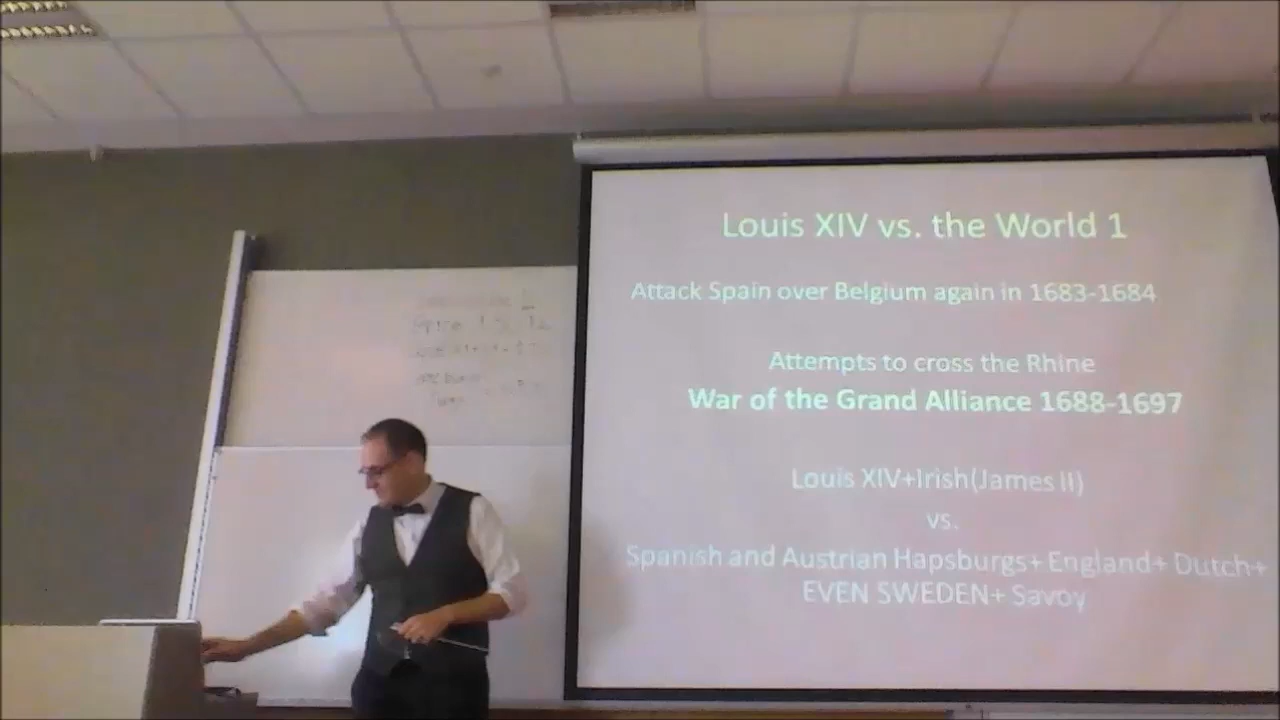 Louis XIV vs. the World 1
Attack Spain over Belgium again in 1683-1684
Attempts to cross the Rhine
War of the Grand Alliance 1688-1697
Louis XIV+Irish(James II)
vs.
Spanish and Austrian Hapsburgs+ England+ Dutch+
EVEN SWEDEN+ Savoy